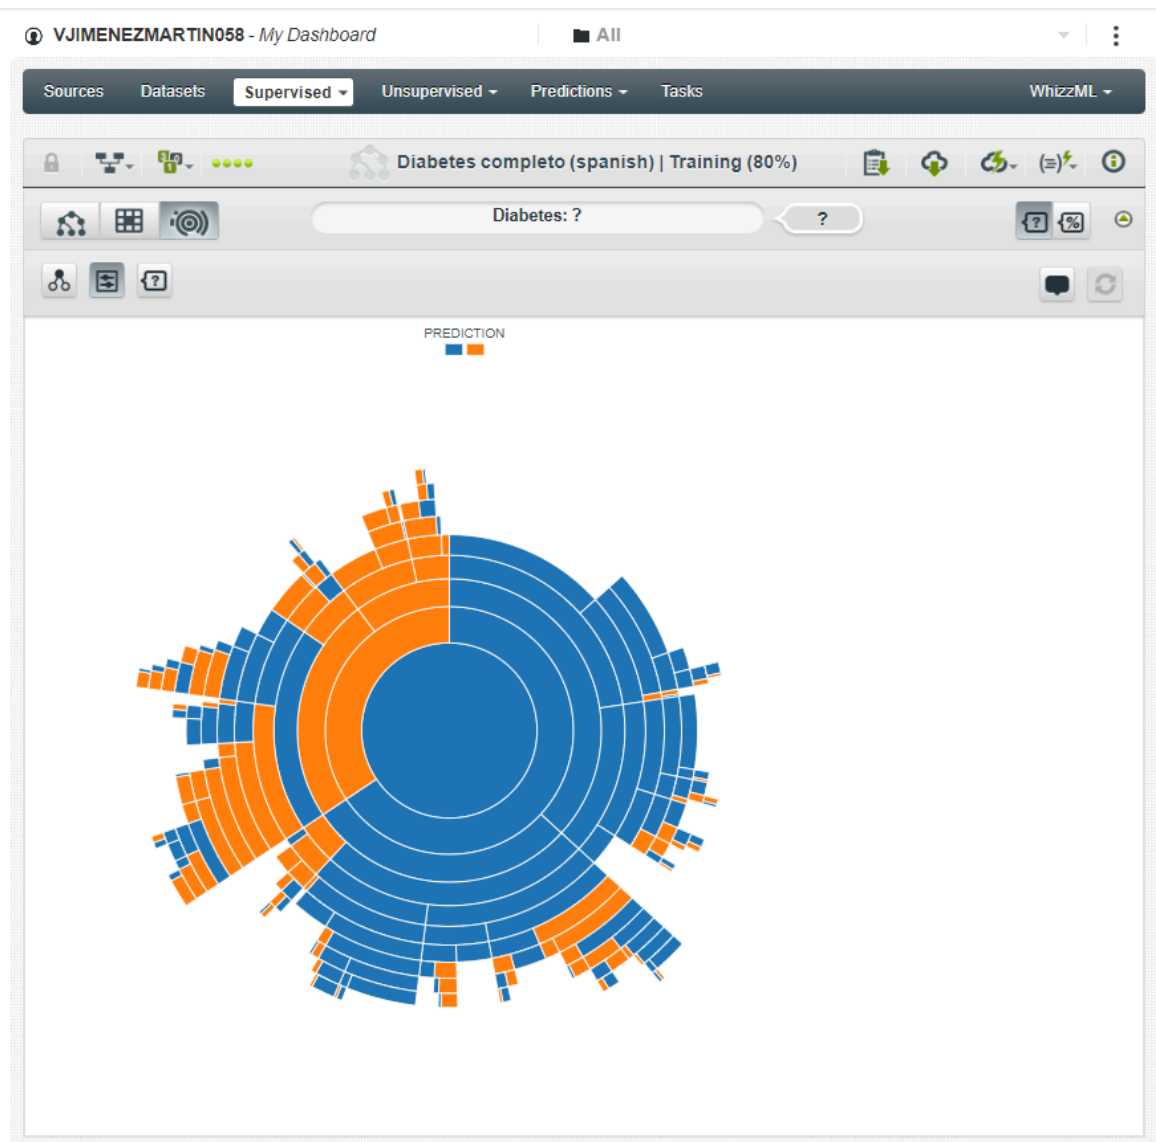 VJIMENEZMARTIN058 - My Dashboard
All
Sources Datasets Supervised Unsupervised Predictions Tasks WhizzML
Diabetes completo (spanish) | Training (80%)
Diabetes: ? ?
PREDICTION